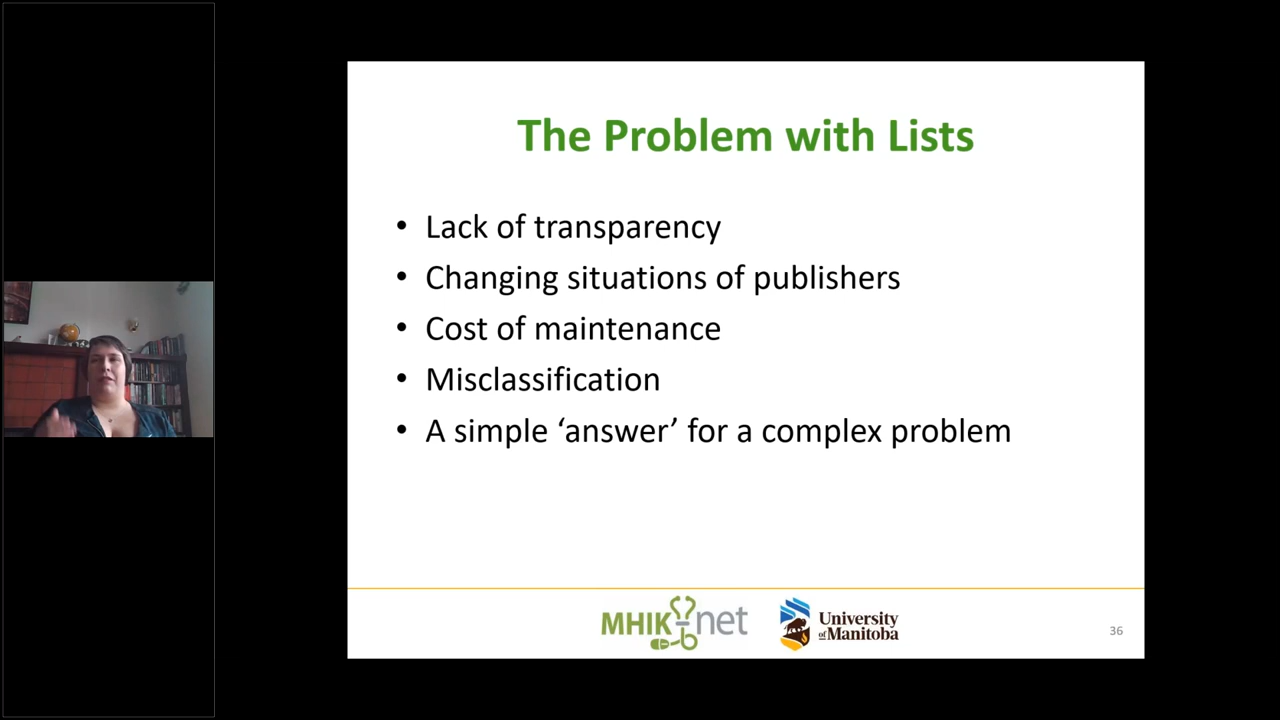 The Problem with Lists
• Lack of transparency
• Changing situations of publishers
• Cost of maintenance
• Misclassification
• A simple ‘answer’ for a complex problem
MHIK-net
University
of Manitoba
36